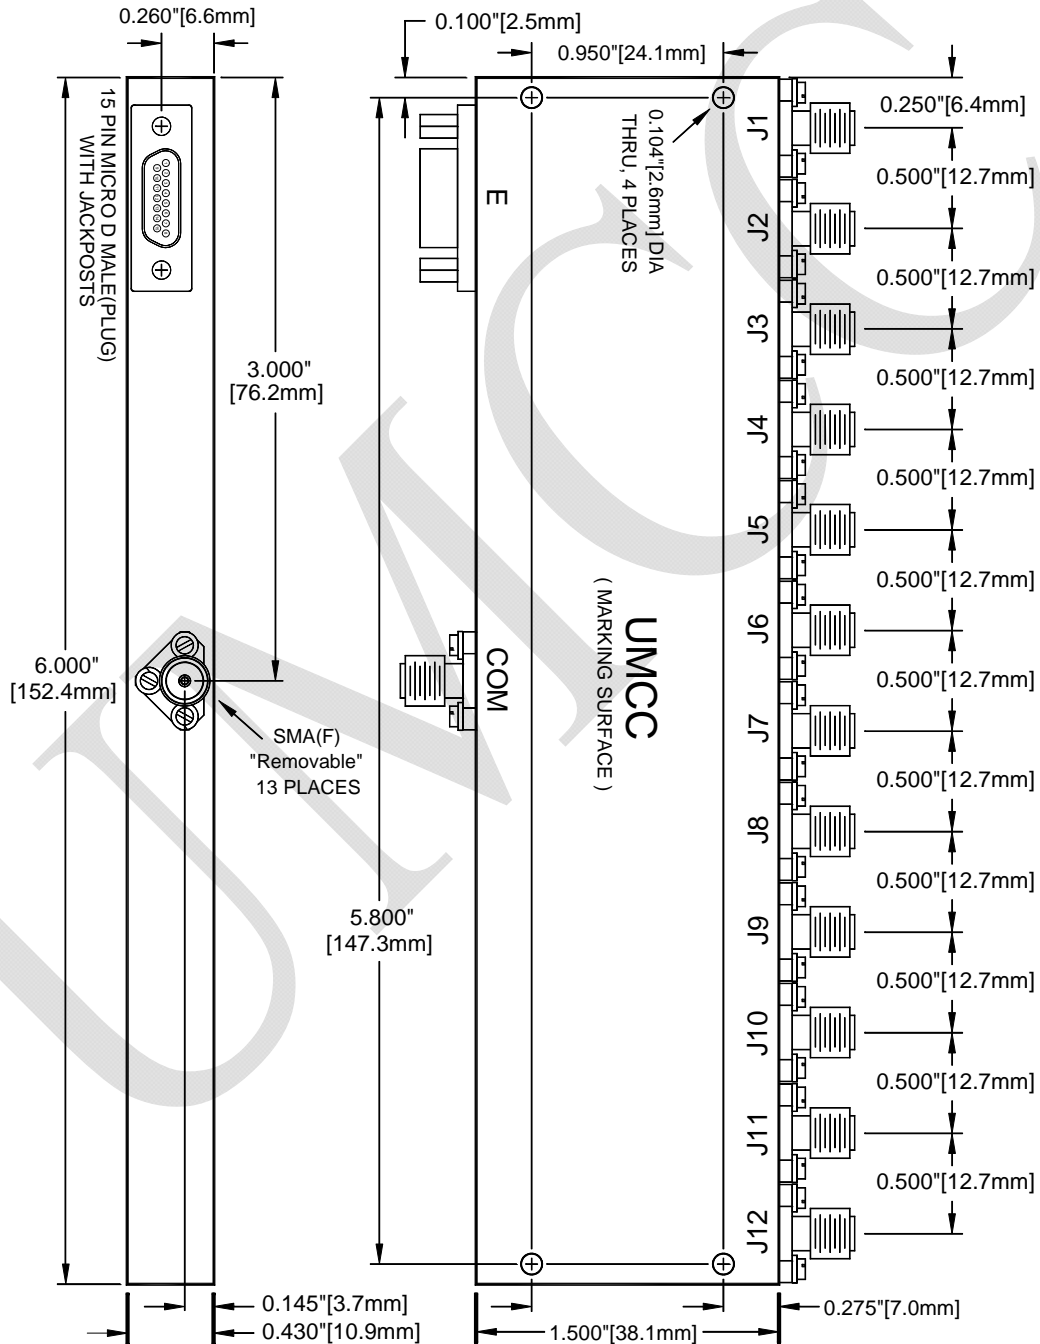 0.260"[6.6mm]
0.100"[2.5mm]
0.950"[24.1mm]
15 PIN MICRO D MALE(PLUG)
WITH JACKPOSTS
3.000"
[76.2mm]
6.000"
[152.4mm]
SMA(F)
"Removable"
13 PLACES
0.145"[3.7mm]
0.430"[10.9mm]
5.800"
[147.3mm]
E
COM
0.104"[2.6mm] DIA
THRU, 4 PLACES
UMCC
( MARKING SURFACE )
J1
J2
J3
J4
J5
J6
J7
J8
J9
J10
J11
J12
0.250"[6.4mm]
0.500"[12.7mm]
0.500"[12.7mm]
0.500"[12.7mm]
0.500"[12.7mm]
0.500"[12.7mm]
0.500"[12.7mm]
0.500"[12.7mm]
0.500"[12.7mm]
0.500"[12.7mm]
0.500"[12.7mm]
0.500"[12.7mm]
1.500"[38.1mm]
0.275"[7.0mm]
UMCC